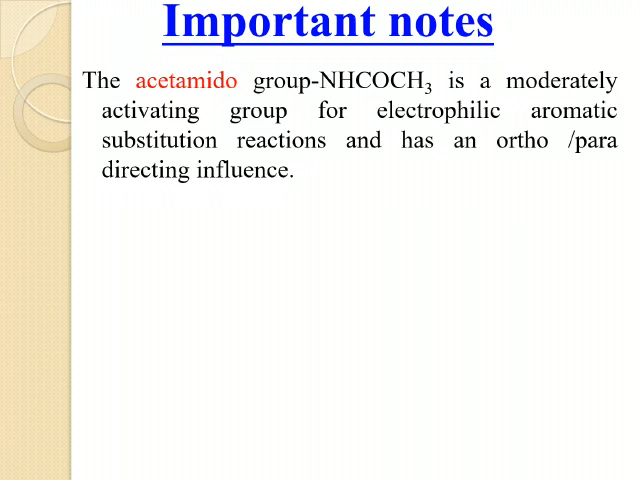 Important notes
The acetamido group-NHCOCH₃ is a moderately
activating group for electrophilic aromatic
substitution reactions and has an ortho /para
directing influence.